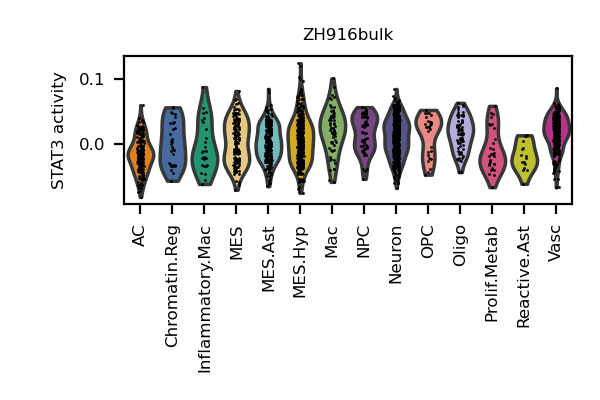 ZH916bulk
STAT3 activity
0.1
0.0
AC
Chromatin.Reg
Inflammatory.Mac
MES
MES.Ast
MES.Hyp
Mac
NPC
Neuron
OPC
Oligo
Prolif.Metab
Reactive.Ast
Vasc